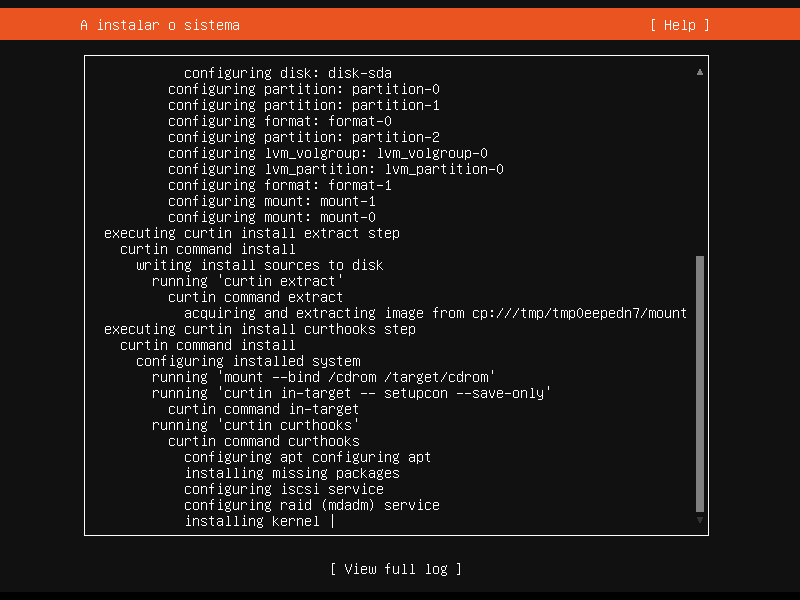 A instalar o sistema [ Help ]
configuring disk: disk-sda
configuring partition: partition-0
configuring partition: partition-1
configuring format: format-0
configuring partition: partition-2
configuring lvm_volgroup: lvm_volgroup-0
configuring lvm_partition: lvm_partition-0
configuring format: format-1
configuring mount: mount-1
configuring mount: mount-0
executing curtin install extract step
curtin command install
writing install sources to disk
running 'curtin extract'
curtin command extract
acquiring and extracting image from cp:///tmp/tmp0eepedn7/mount
executing curtin install curthooks step
curtin command install
configuring installed system
running 'mount --bind /cdrom /target/cdrom'
running 'curtin in-target -- setupcon --save-only'
curtin command in-target
running 'curtin curthooks'
curtin command curthooks
configuring apt configuring apt
installing missing packages
configuring iscsi service
configuring raid (mdadm) service
installing kernel |
[ View full log ]